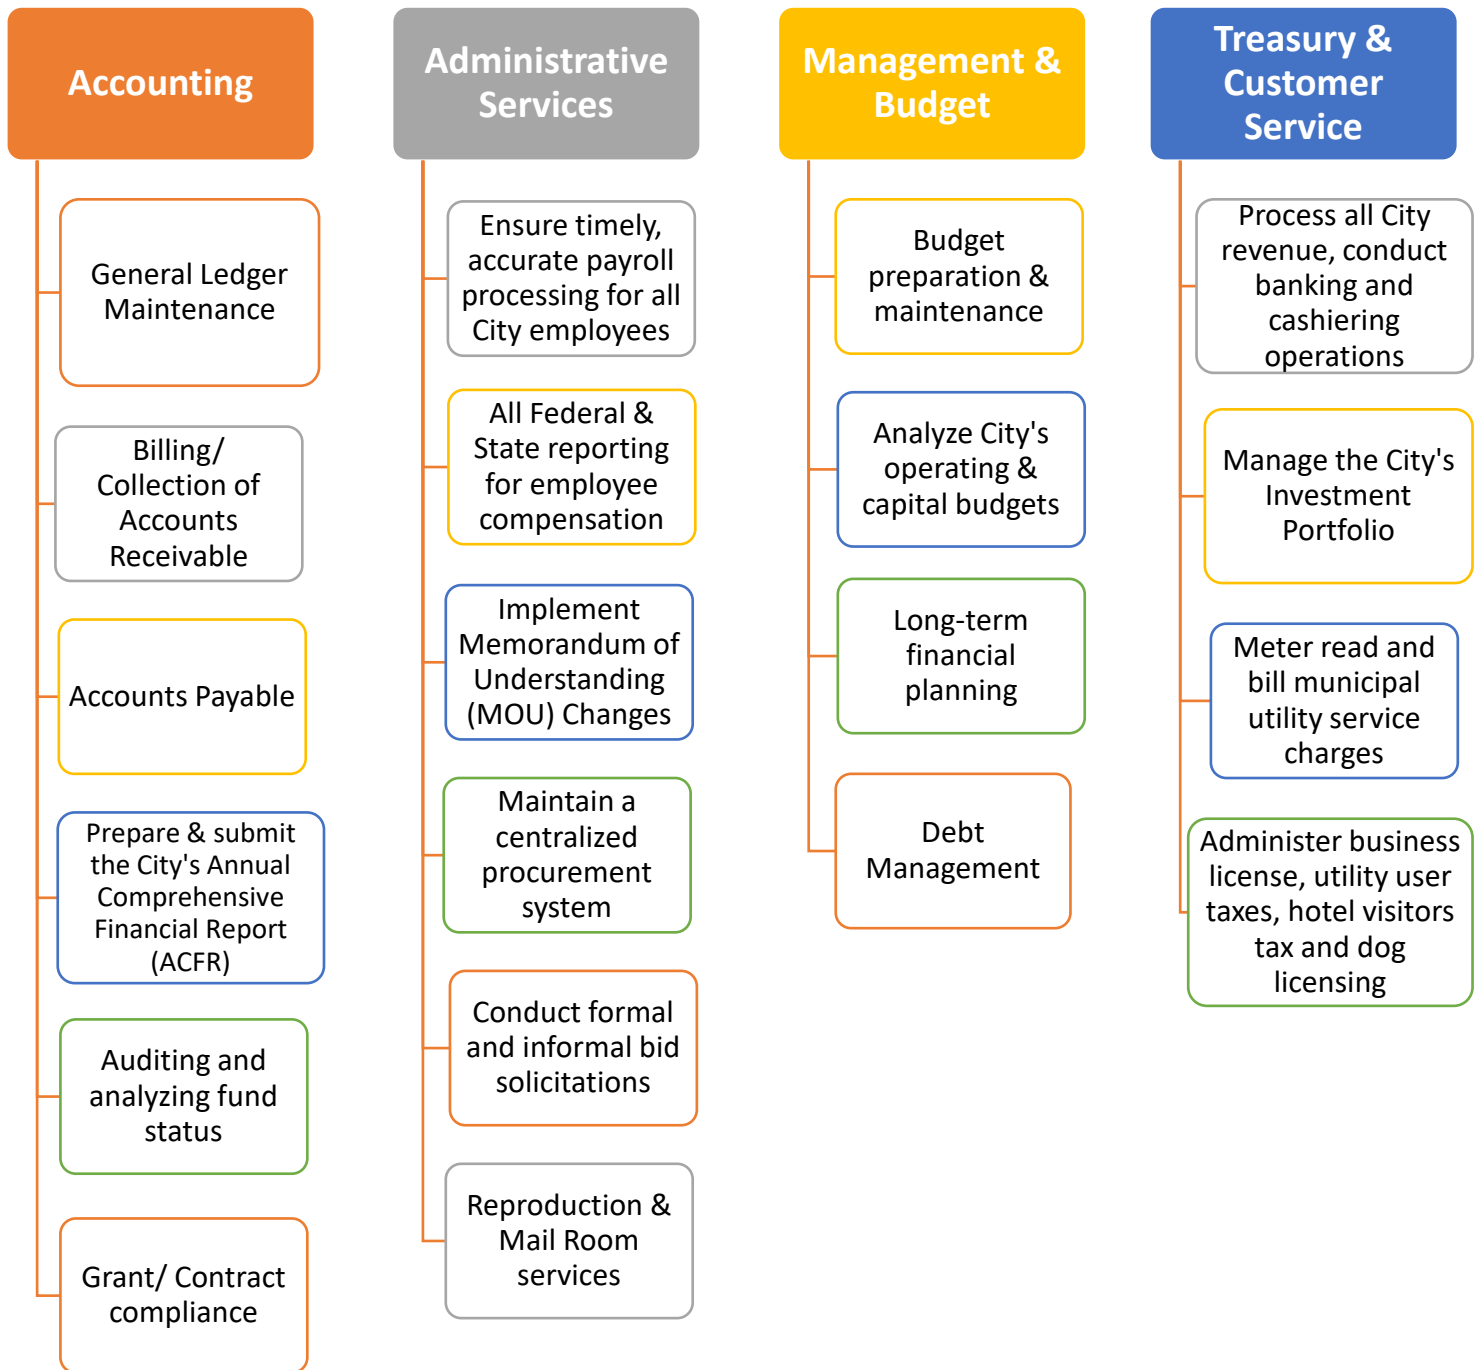 Accounting
General Ledger
Maintenance
Billing/
Collection of
Accounts
Receivable
Accounts Payable
Prepare & submit
the City's Annual
Comprehensive
Financial Report
(ACFR)
Auditing and
analyzing fund
status
Grant/ Contract
compliance
Administrative
Services
Ensure timely,
accurate payroll
processing for all
City employees
All Federal &
State reporting
for employee
compensation
Implement
Memorandum of
Understanding
(MOU) Changes
Maintain a
centralized
procurement
system
Conduct formal
and informal bid
solicitations
Reproduction &
Mail Room
services
Management &
Budget
Budget
preparation &
maintenance
Analyze City's
operating &
capital budgets
Long-term
financial
planning
Debt
Management
Treasury &
Customer
Service
Process all City
revenue, conduct
banking and
cashiering
operations
Manage the City's
Investment
Portfolio
Meter read and
bill municipal
utility service
charges
Administer business
license, utility user
taxes, hotel visitors
tax and dog
licensing